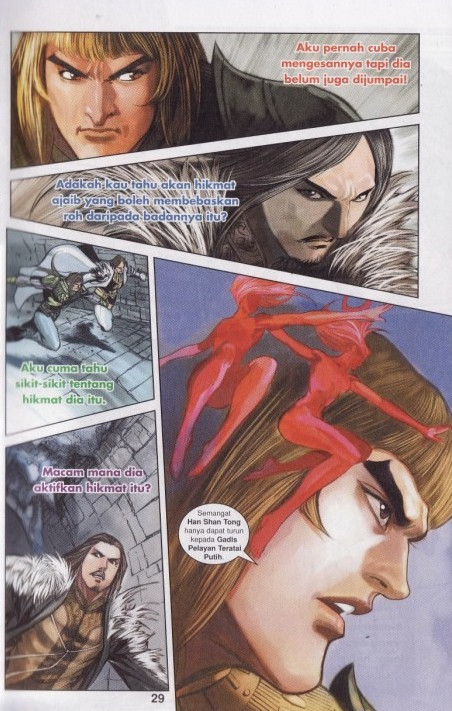 Aku pernah cuba
mengesannya tapi dia
belum juga dijumpai!
Adakah kau tahu akan hikmat
ajaib yang boleh membebaskan
roh daripada badannya itu?
Aku cuma tahu
sikit-sikit tentang
hikmat dia itu.
Macam mana dia
aktifkan hikmat itu?
Semangat
Han Shan Tong
hanya dapat turun
kepada Gadis
Pelayan Teratai
Putih.
29